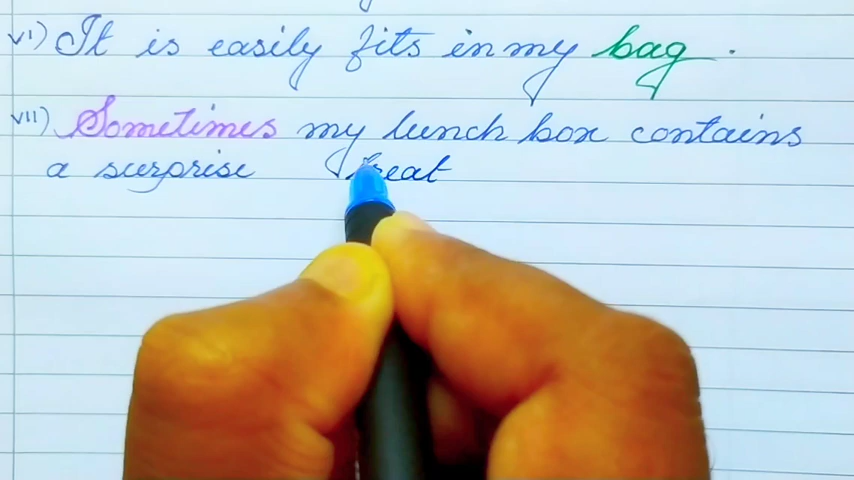 VI) It is easily fits in my bag.
VII) Sometimes my lunch box contains
a surprise treat